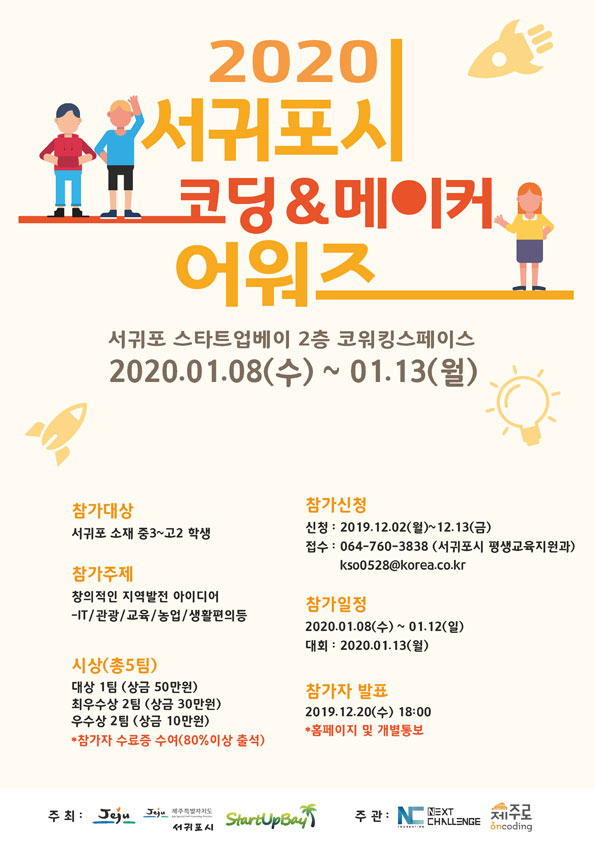 2020
서귀포시
코딩&메이커
어워즈
서귀포 스타트업베이 2층 코워킹스페이스
2020.01.08(수) ~ 01.13(월)
참가대상
서귀포 소재 중3~고2 학생
참가주제
창의적인 지역발전 아이디어
-IT/관광/교육/농업/생활편의등
시상(총5팀)
대상 1팀 (상금 50만원)
최우수상 2팀 (상금 30만원)
우수상 2팀 (상금 10만원)
*참가자 수료증 수여(80%이상 출석)
참가신청
신청 : 2019.12.02(월)~12.13(금)
접수 : 064-760-3838 (서귀포시 평생교육지원과)
kso0528@korea.co.kr
참가일정
2020.01.08(수) ~ 01.12(일)
대회 : 2020.01.13(월)
참가자 발표
2019.12.20(수) 18:00
*홈페이지 및 개별통보
주최 : Jeju Jeju 제주특별자치도 서귀포시 StartUpBay
주관 : NC FOUNDATION NEXT CHALLENGE 제주로 öncoding